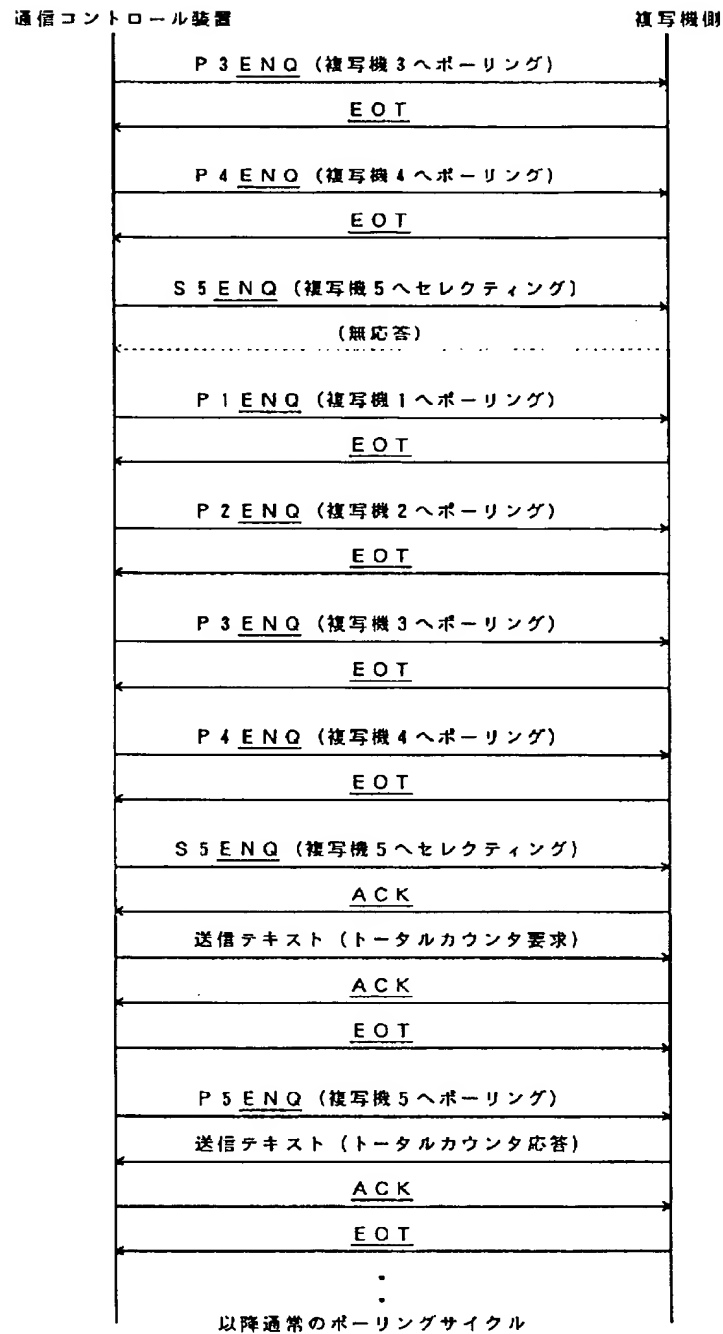 通信コントロール装置 複写機側
P3ENQ (複写機3へポーリング)
EOT
P4ENQ (複写機4へポーリング)
EOT
S5ENQ (複写機5へセレクティング)
(無応答)
P1ENQ (複写機1へポーリング)
EOT
P2ENQ (複写機2へポーリング)
EOT
P3ENQ (複写機3へポーリング)
EOT
P4ENQ (複写機4へポーリング)
EOT
S5ENQ (複写機5へセレクティング)
ACK
送信テキスト (トータルカウンタ要求)
ACK
EOT
P5ENQ (複写機5へポーリング)
送信テキスト (トータルカウンタ応答)
ACK
EOT
以降通常のポーリングサイクル